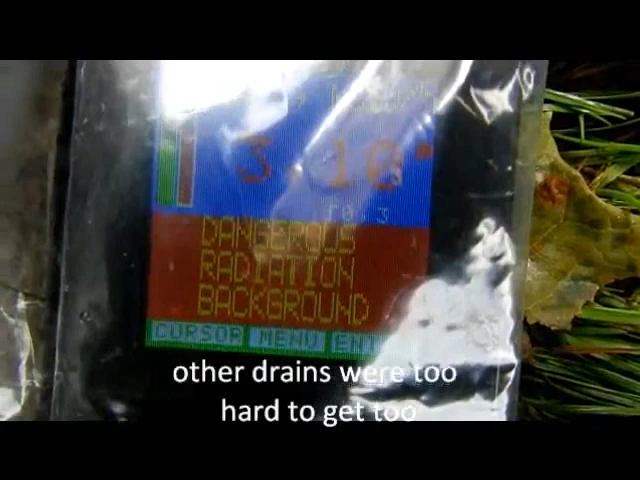 3.10
DANGEROUS
RADIATION
BACKGROUND
CURSOR MENU
other drains were too
hard to get too